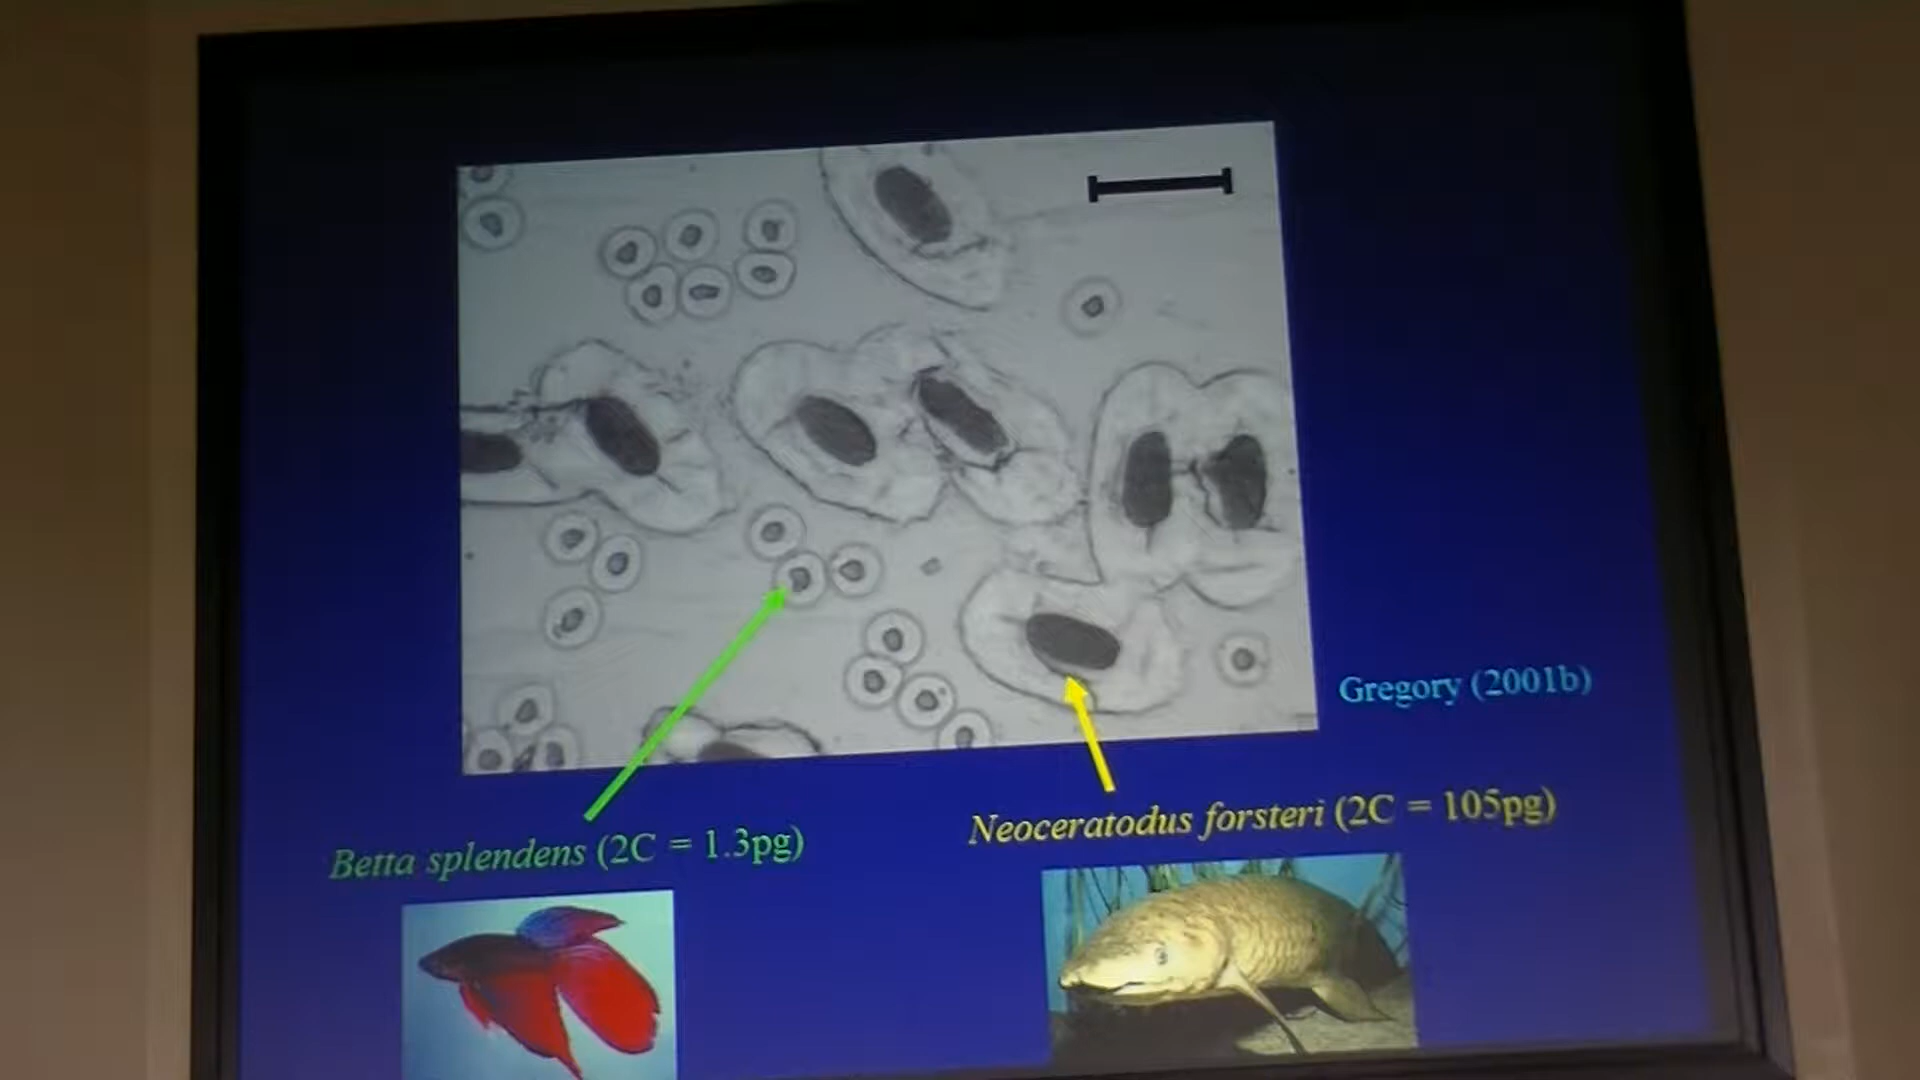 Gregory (2001b)
Betta splendens (2C = 1.3pg)
Neoceratodus forsteri (2C = 105pg)